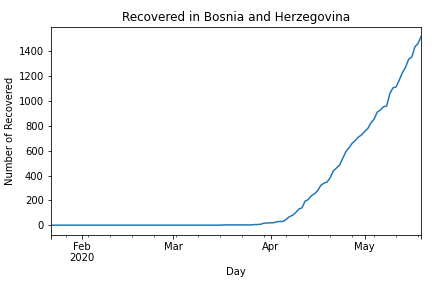 Recovered in Bosnia and Herzegovina
Number of Recovered
1400
1200
1000
800
600
400
200
0
Feb Mar Apr May
2020
Day